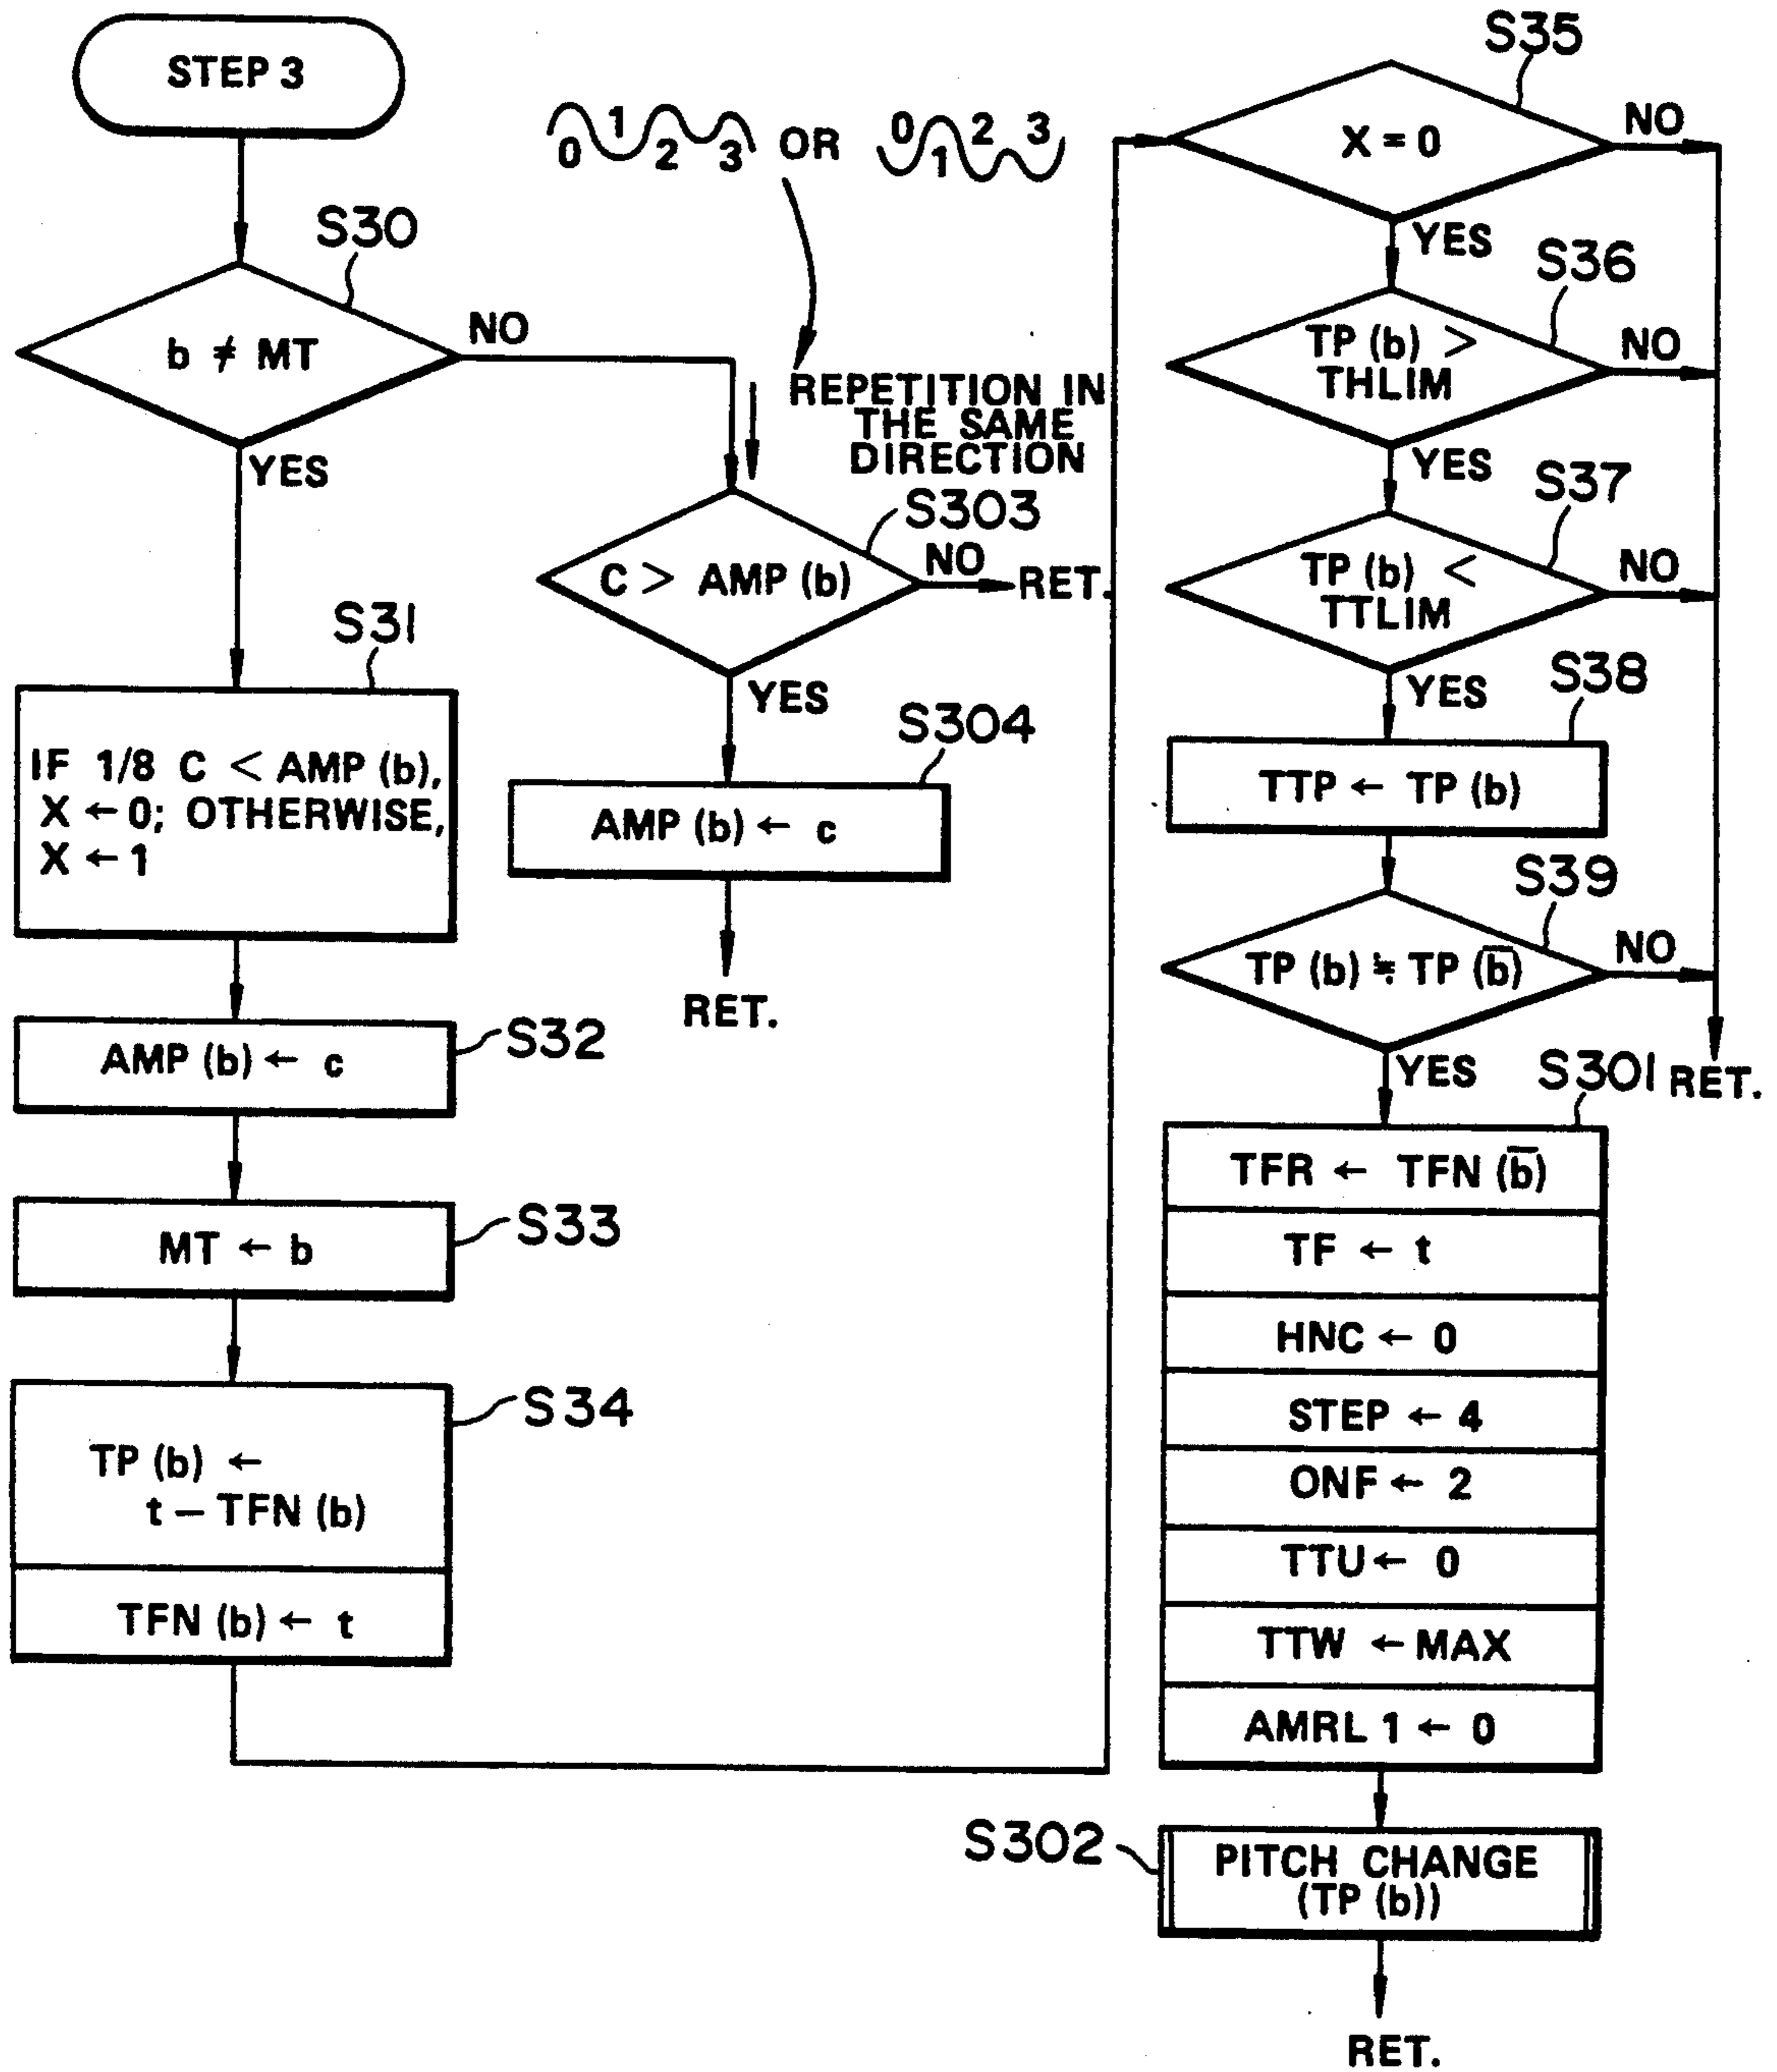 STEP 3
S30
b ≠ MT
NO
YES
S31
IF 1/8 C < AMP (b),
X ← 0; OTHERWISE,
X ← 1
S32
AMP (b) ← c
S33
MT ← b
S34
TP (b) ←
t – TFN (b)
TFN (b) ← t
0 1 2 3 OR 0 1 2 3
REPETITION IN
THE SAME
DIRECTION
S303
C > AMP (b)
NO
RET.
YES
S304
AMP (b) ← c
RET.
S35
X = 0
NO
YES
S36
TP (b) >
THLIM
NO
YES
S37
TP (b) <
TTLIM
NO
YES
S38
TTP ← TP (b)
S39
TP (b) ≒ TP (b̅)
NO
YES
S301
RET.
TFR ← TFN (b̅)
TF ← t
HNC ← 0
STEP ← 4
ONF ← 2
TTU ← 0
TTW ← MAX
AMRL 1 ← 0
S302
PITCH CHANGE
(TP (b))
RET.